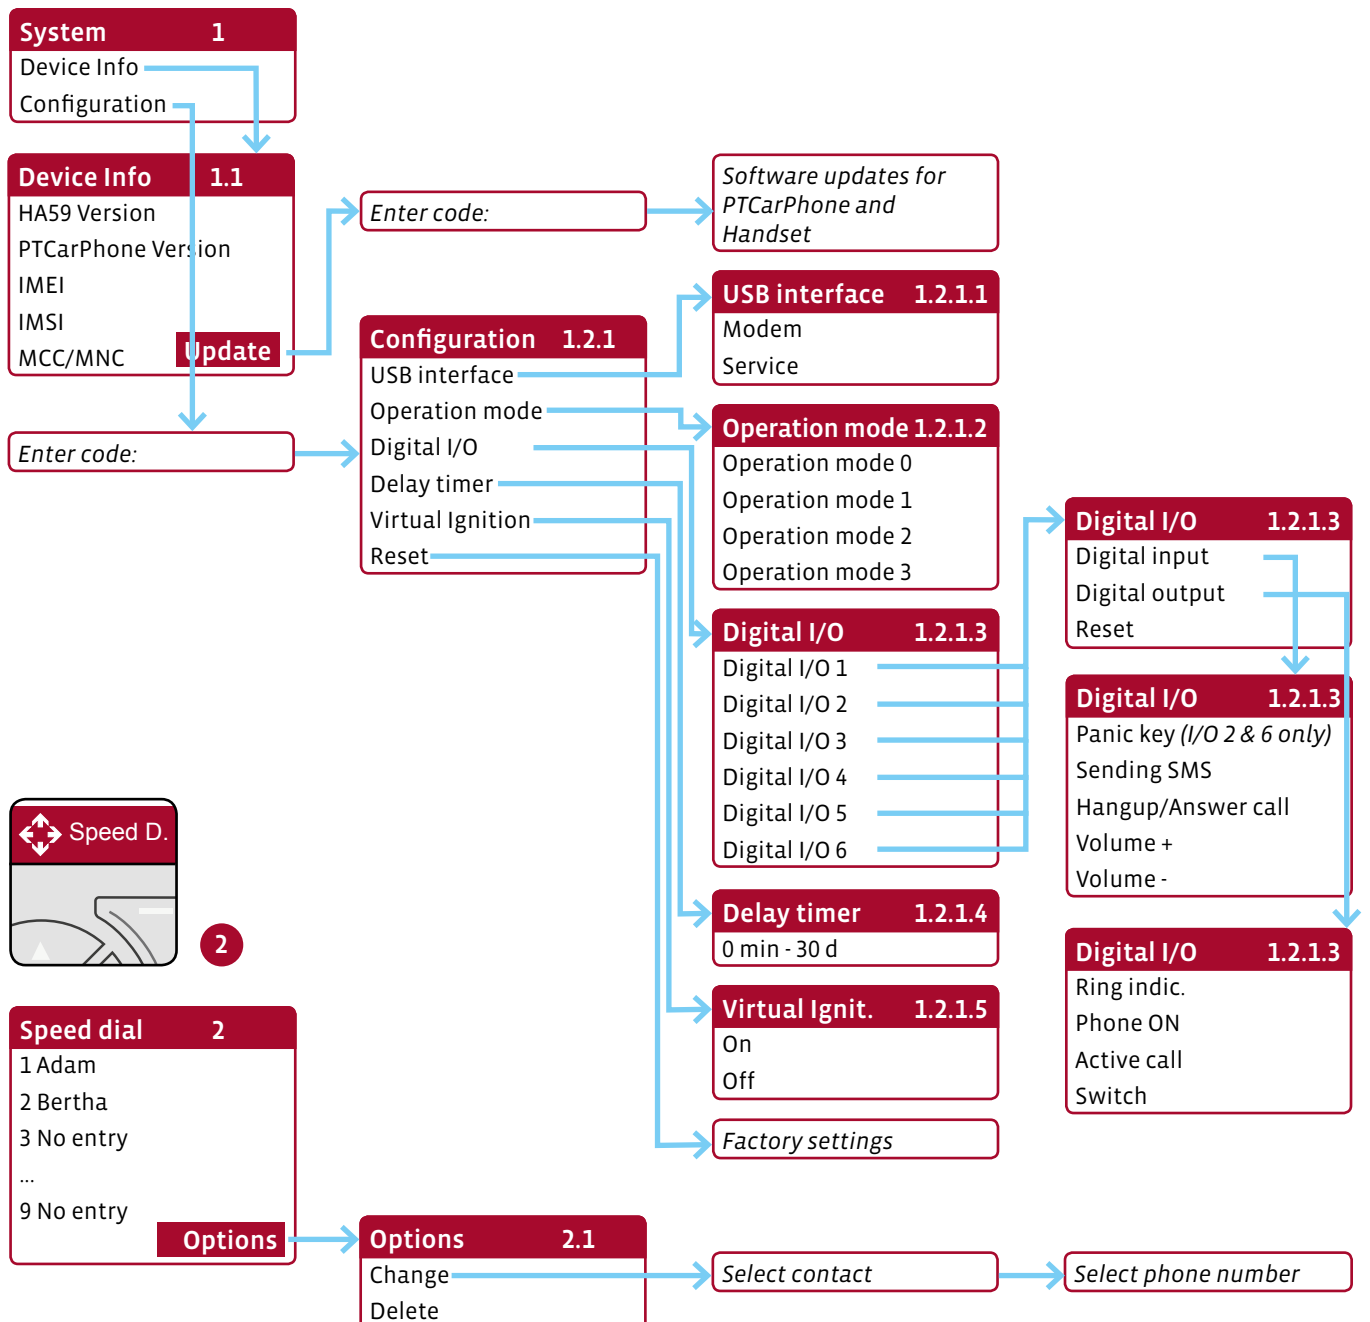 System 1
Device Info
Configuration
Device Info 1.1
HA59 Version
PTCarPhone Version
IMEI
IMSI
MCC/MNC
Update
Enter code:
Software updates for
PTCarPhone and
Handset
Enter code:
Configuration 1.2.1
USB interface
Operation mode
Digital I/O
Delay timer
Virtual Ignition
Reset
USB interface 1.2.1.1
Modem
Service
Operation mode 1.2.1.2
Operation mode 0
Operation mode 1
Operation mode 2
Operation mode 3
Digital I/O 1.2.1.3
Digital I/O 1
Digital I/O 2
Digital I/O 3
Digital I/O 4
Digital I/O 5
Digital I/O 6
Digital I/O 1.2.1.3
Digital input
Digital output
Reset
Digital I/O 1.2.1.3
Panic key (I/O 2 & 6 only)
Sending SMS
Hangup/Answer call
Volume +
Volume -
Digital I/O 1.2.1.3
Ring indic.
Phone ON
Active call
Switch
Delay timer 1.2.1.4
0 min - 30 d
Virtual Ignit. 1.2.1.5
On
Off
Factory settings
Speed D.
2
Speed dial 2
1 Adam
2 Bertha
3 No entry
...
9 No entry
Options
Options 2.1
Change
Delete
Select contact
Select phone number